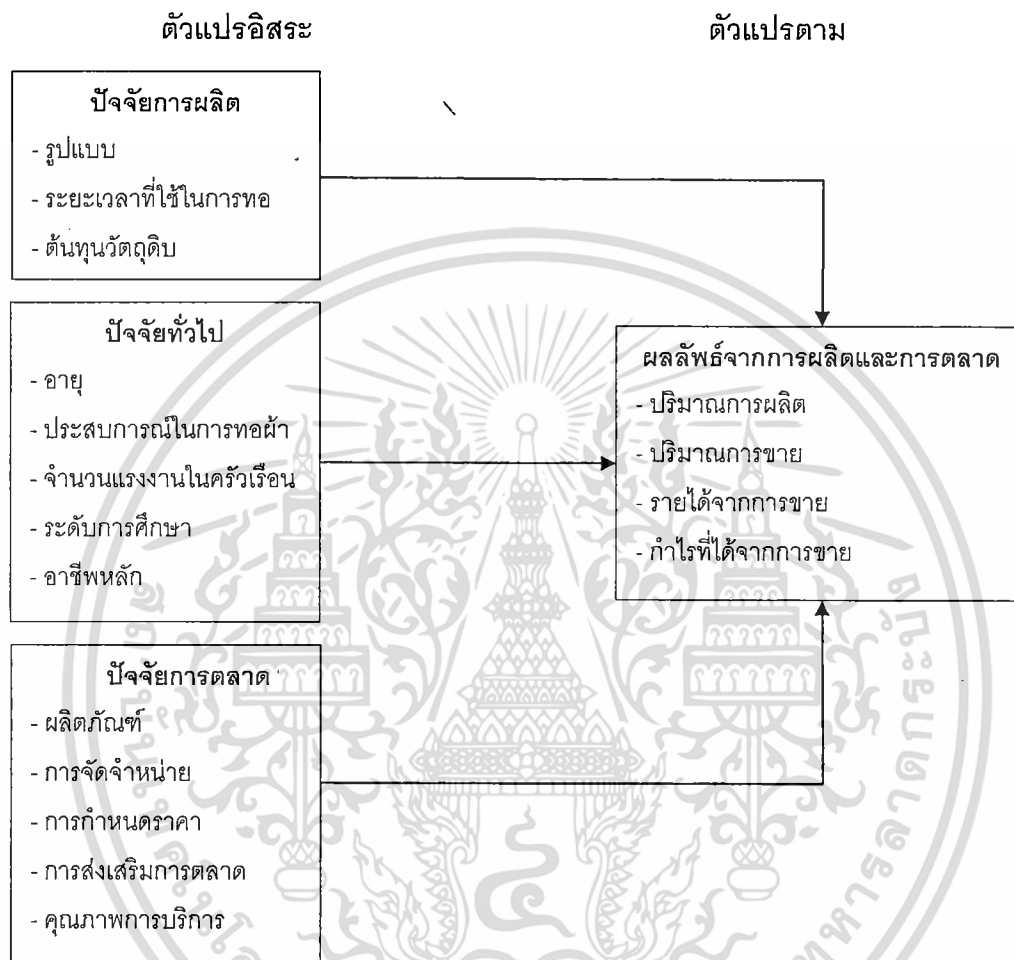 ตัวแปรอิสระ
ตัวแปรตาม
ปัจจัยการผลิต
- รูปแบบ
- ระยะเวลาที่ใช้ในการทอ
- ต้นทุนวัตถุดิบ
ปัจจัยทั่วไป
- อายุ
- ประสบการณ์ในการทอผ้า
- จำนวนแรงงานในครัวเรือน
- ระดับการศึกษา
- อาชีพหลัก
ปัจจัยการตลาด
- ผลิตภัณฑ์
- การจัดจำหน่าย
- การกำหนดราคา
- การส่งเสริมการตลาด
- คุณภาพการบริการ
ผลลัพธ์จากการผลิตและการตลาด
- ปริมาณการผลิต
- ปริมาณการขาย
- รายได้จากการขาย
- กำไรที่ได้จากการขาย